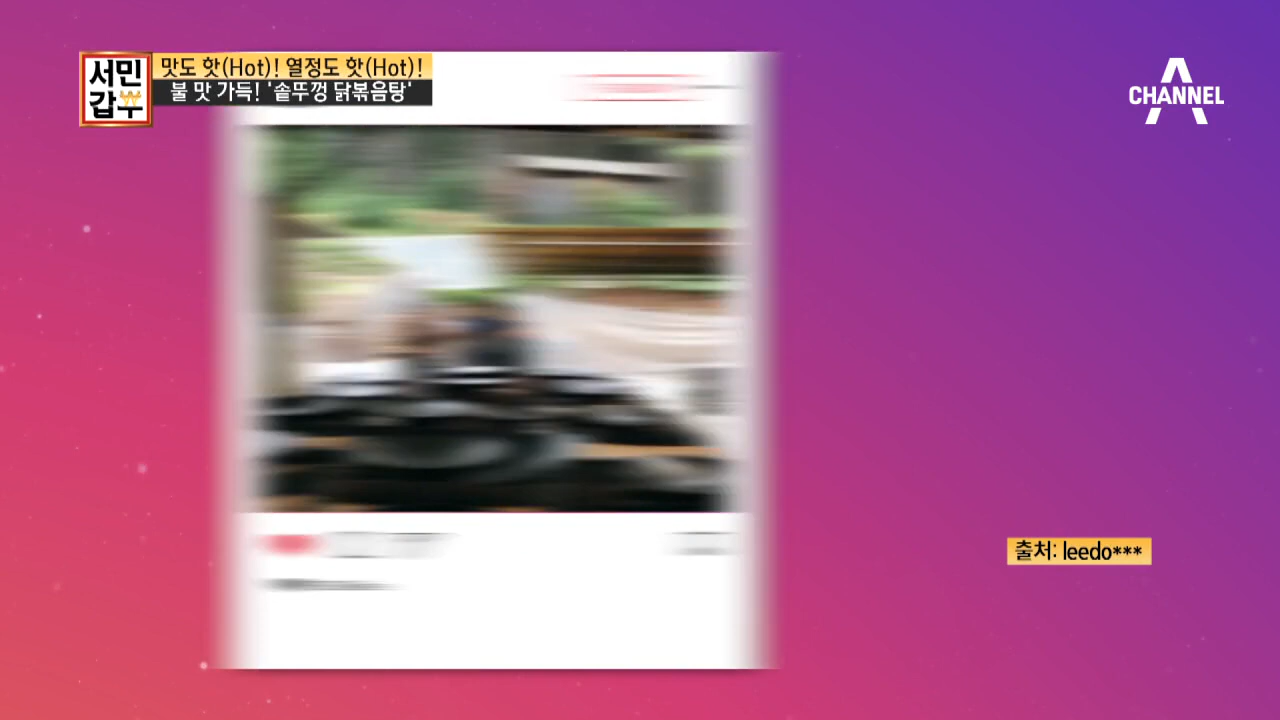 서민갑부
맛도 핫(Hot)! 열정도 핫(Hot)!
불 맛 가득! '솥뚜껑 닭볶음탕'
CHANNEL A
출처: leedo***